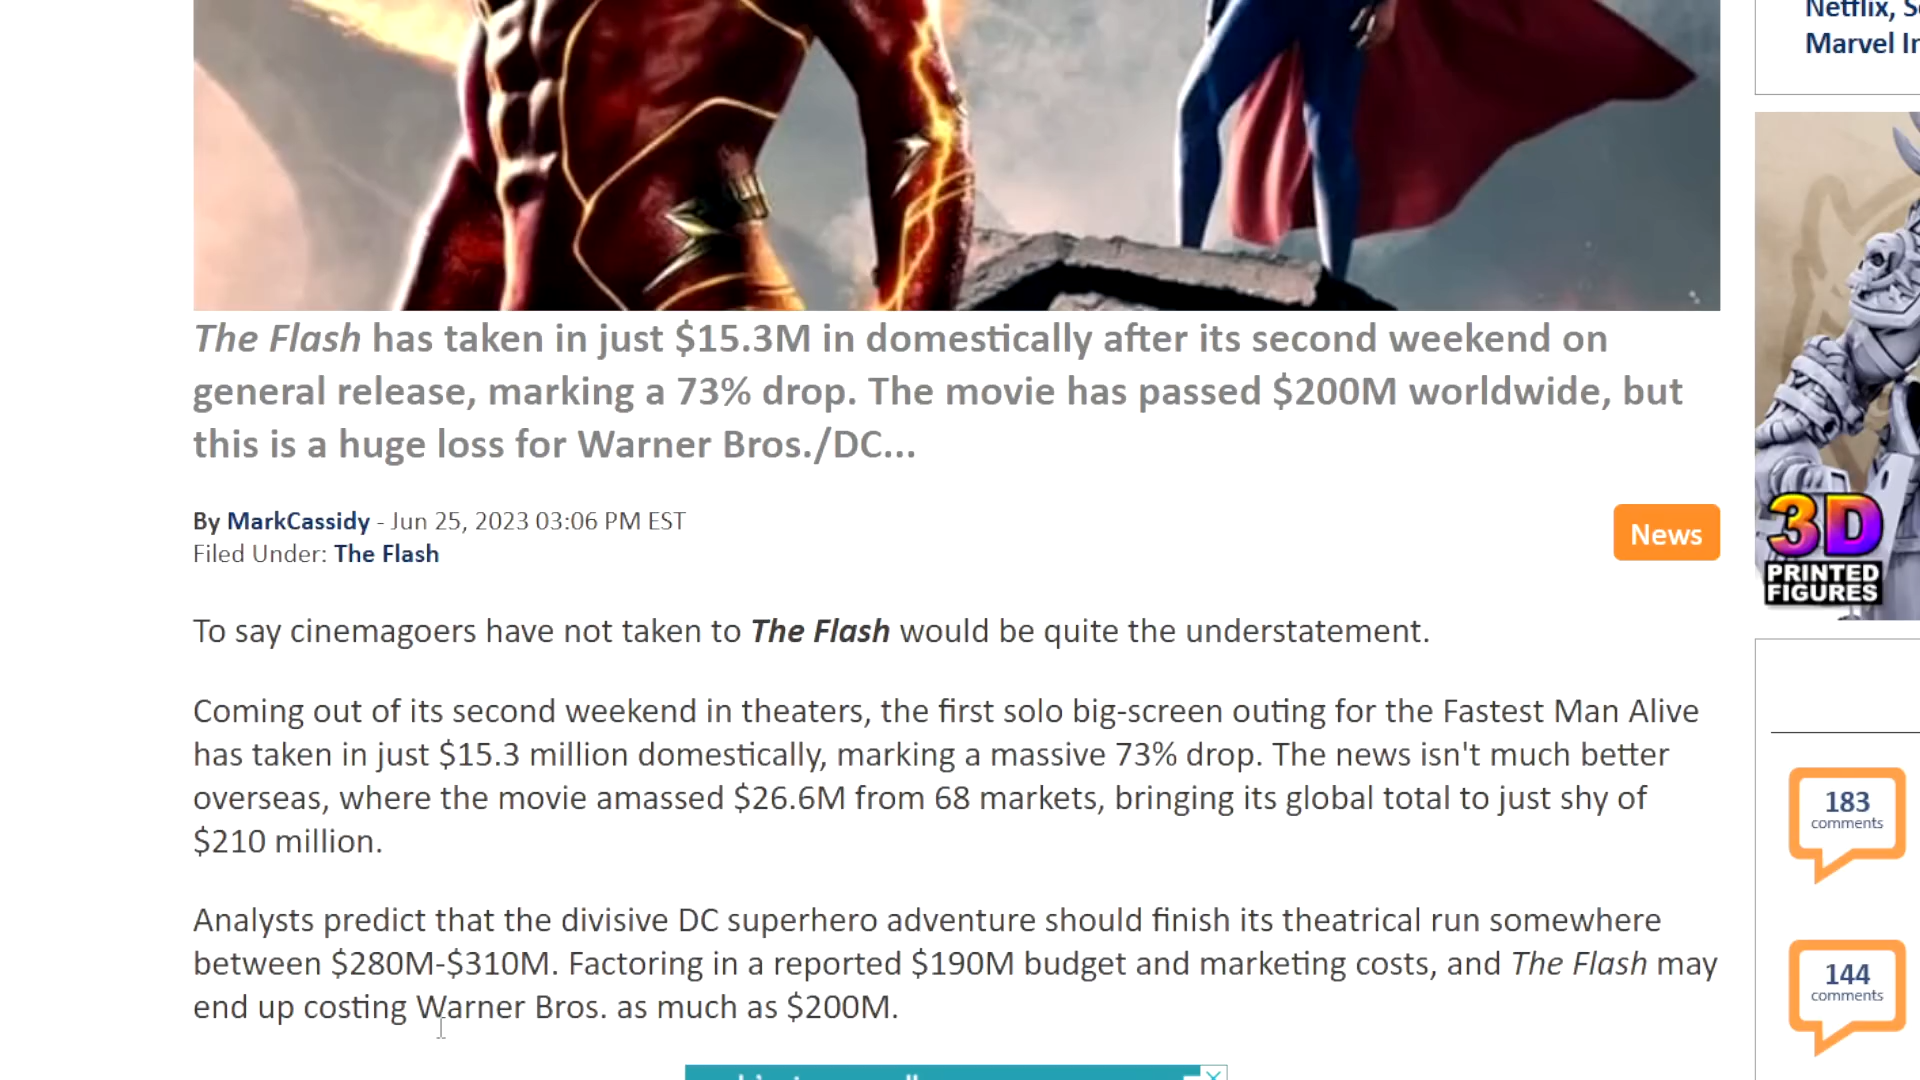 Netflix, S
Marvel In
The Flash has taken in just $15.3M in domestically after its second weekend on
general release, marking a 73% drop. The movie has passed $200M worldwide, but
this is a huge loss for Warner Bros./DC...
By MarkCassidy - Jun 25, 2023 03:06 PM EST
Filed Under: The Flash
News
3D
PRINTED
FIGURES
To say cinemagoers have not taken to The Flash would be quite the understatement.
Coming out of its second weekend in theaters, the first solo big-screen outing for the Fastest Man Alive
has taken in just $15.3 million domestically, marking a massive 73% drop. The news isn't much better
overseas, where the movie amassed $26.6M from 68 markets, bringing its global total to just shy of
$210 million.
183
comments
Analysts predict that the divisive DC superhero adventure should finish its theatrical run somewhere
between $280M-$310M. Factoring in a reported $190M budget and marketing costs, and The Flash may
end up costing Warner Bros. as much as $200M.
144
comments